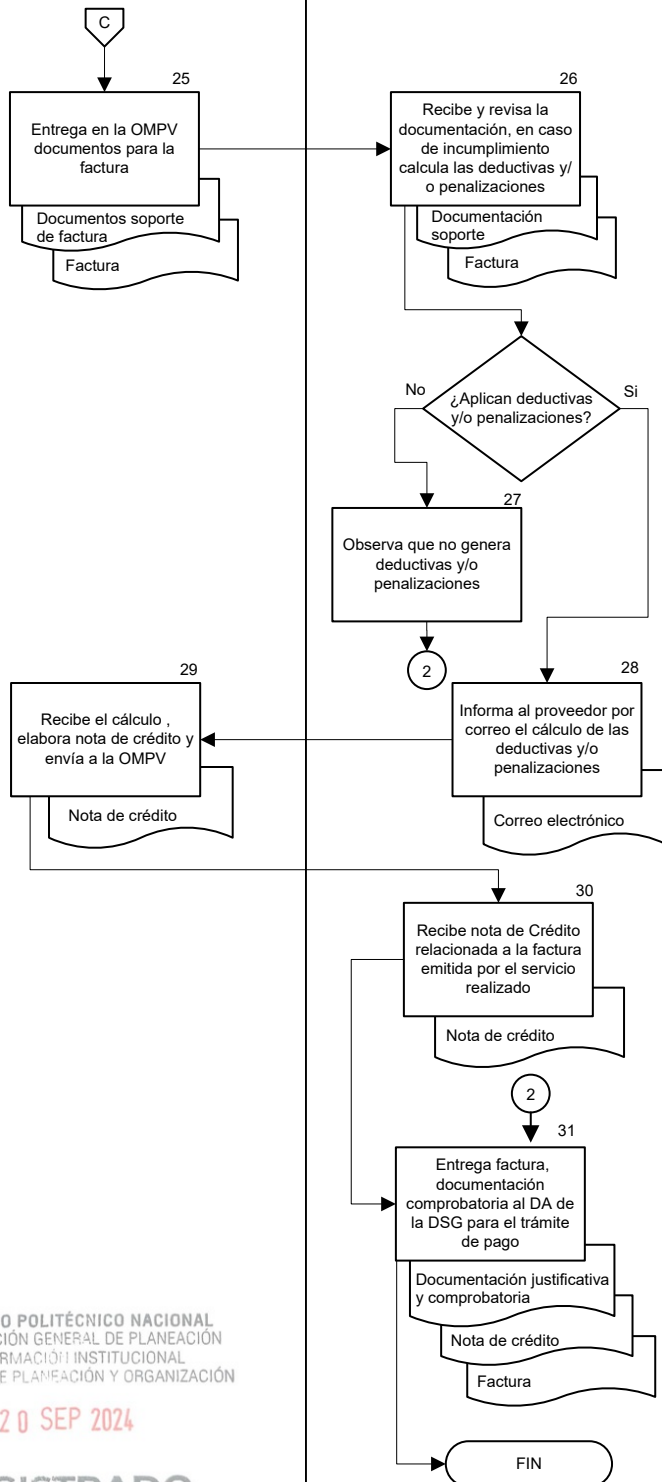 C
25
Entrega en la OMPV
documentos para la
factura
Documentos soporte
de factura
Factura
26
Recibe y revisa la
documentación, en caso
de incumplimiento
calcula las deductivas y/
o penalizaciones
Documentación
soporte
Factura
¿Aplican deductivas
y/o penalizaciones?
No
Si
27
Observa que no genera
deductivas y/o
penalizaciones
2
28
Informa al proveedor por
correo el cálculo de las
deductivas y/o
penalizaciones
Correo electrónico
29
Recibe el cálculo ,
elabora nota de crédito y
envía a la OMPV
Nota de crédito
30
Recibe nota de Crédito
relacionada a la factura
emitida por el servicio
realizado
Nota de crédito
2
31
Entrega factura,
documentación
comprobatoria al DA de
la DSG para el trámite
de pago
Documentación justificativa
y comprobatoria
Nota de crédito
Factura
FIN
O POLITÉCNICO NACIONAL
CIÓN GENERAL DE PLANEACIÓN
RMACIÓN INSTITUCIONAL
E PLANEACIÓN Y ORGANIZACIÓN
20 SEP 2024